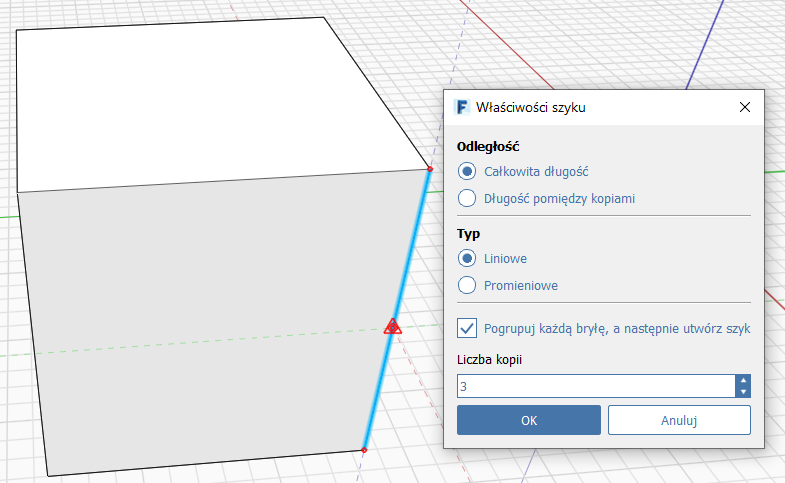 F Właściwości szyku
Odległość
Całkowita długość
Długość pomiędzy kopiami
Typ
Liniowe
Promieniowe
Pogrupuj każdą bryłę, a następnie utwórz szyk
Liczba kopii
3
OK Anuluj